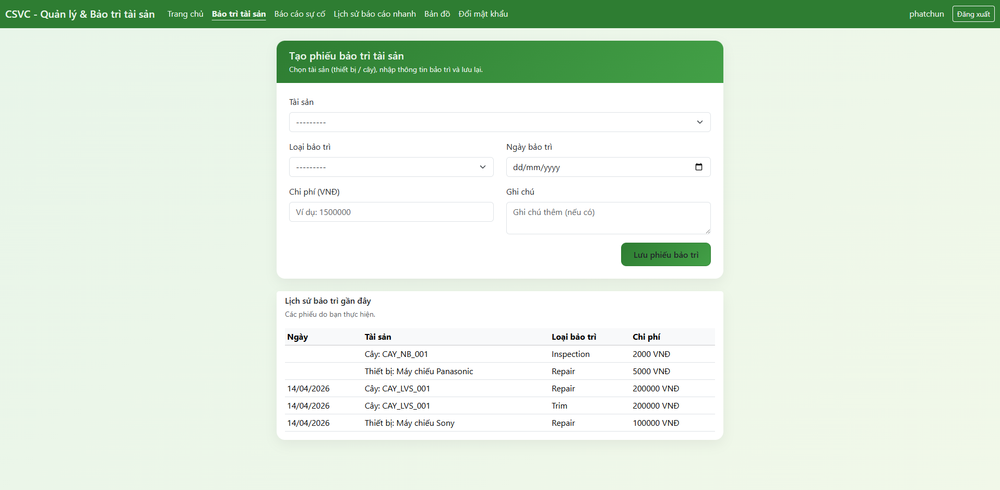 CSVC - Quản lý & Bảo trì tài sản Trang chủ Bảo trì tài sản Báo cáo sự cố Lịch sử báo cáo nhanh Bản đồ Đổi mật khẩu phatchun Đăng xuất
Tạo phiếu bảo trì tài sản
Chọn tài sản (thiết bị / cây), nhập thông tin bảo trì và lưu lại.
Tài sản
---------
Loại bảo trì Ngày bảo trì
--------- dd/mm/yyyy
Chi phí (VNĐ) Ghi chú
Ví dụ: 1500000 Ghi chú thêm (nếu có)
Lưu phiếu bảo trì
Lịch sử bảo trì gần đây
Các phiếu do bạn thực hiện.
Ngày Tài sản Loại bảo trì Chi phí
Cây: CAY_NB_001 Inspection 2000 VNĐ
Thiết bị: Máy chiếu Panasonic Repair 5000 VNĐ
14/04/2026 Cây: CAY_LVS_001 Repair 200000 VNĐ
14/04/2026 Cây: CAY_LVS_001 Trim 200000 VNĐ
14/04/2026 Thiết bị: Máy chiếu Sony Repair 100000 VNĐ